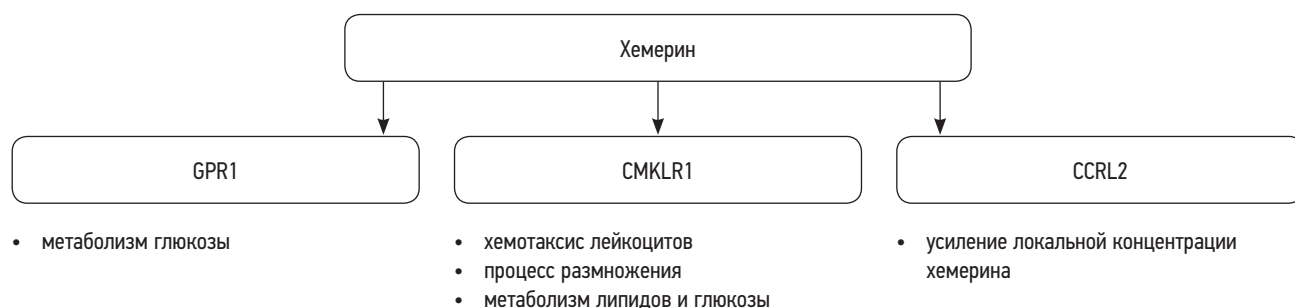 Хемерин
GPR1
CMKLR1
CCRL2
• метаболизм глюкозы
• хемотаксис лейкоцитов
• процесс размножения
• метаболизм липидов и глюкозы
• усиление локальной концентрации
хемерина